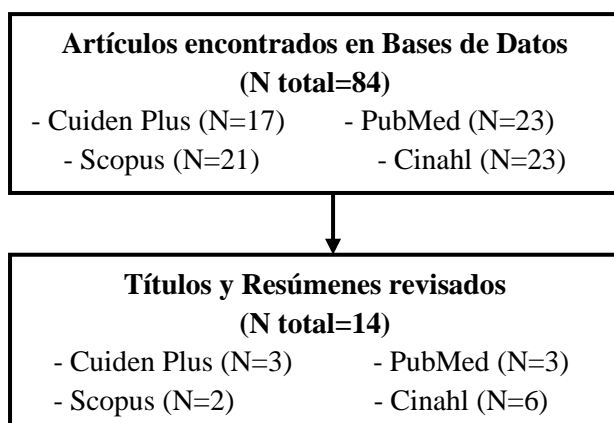 Artículos encontrados en Bases de Datos
(N total=84)
- Cuiden Plus (N=17) - PubMed (N=23)
- Scopus (N=21) - Cinahl (N=23)
Títulos y Resúmenes revisados
(N total=14)
- Cuiden Plus (N=3) - PubMed (N=3)
- Scopus (N=2) - Cinahl (N=6)